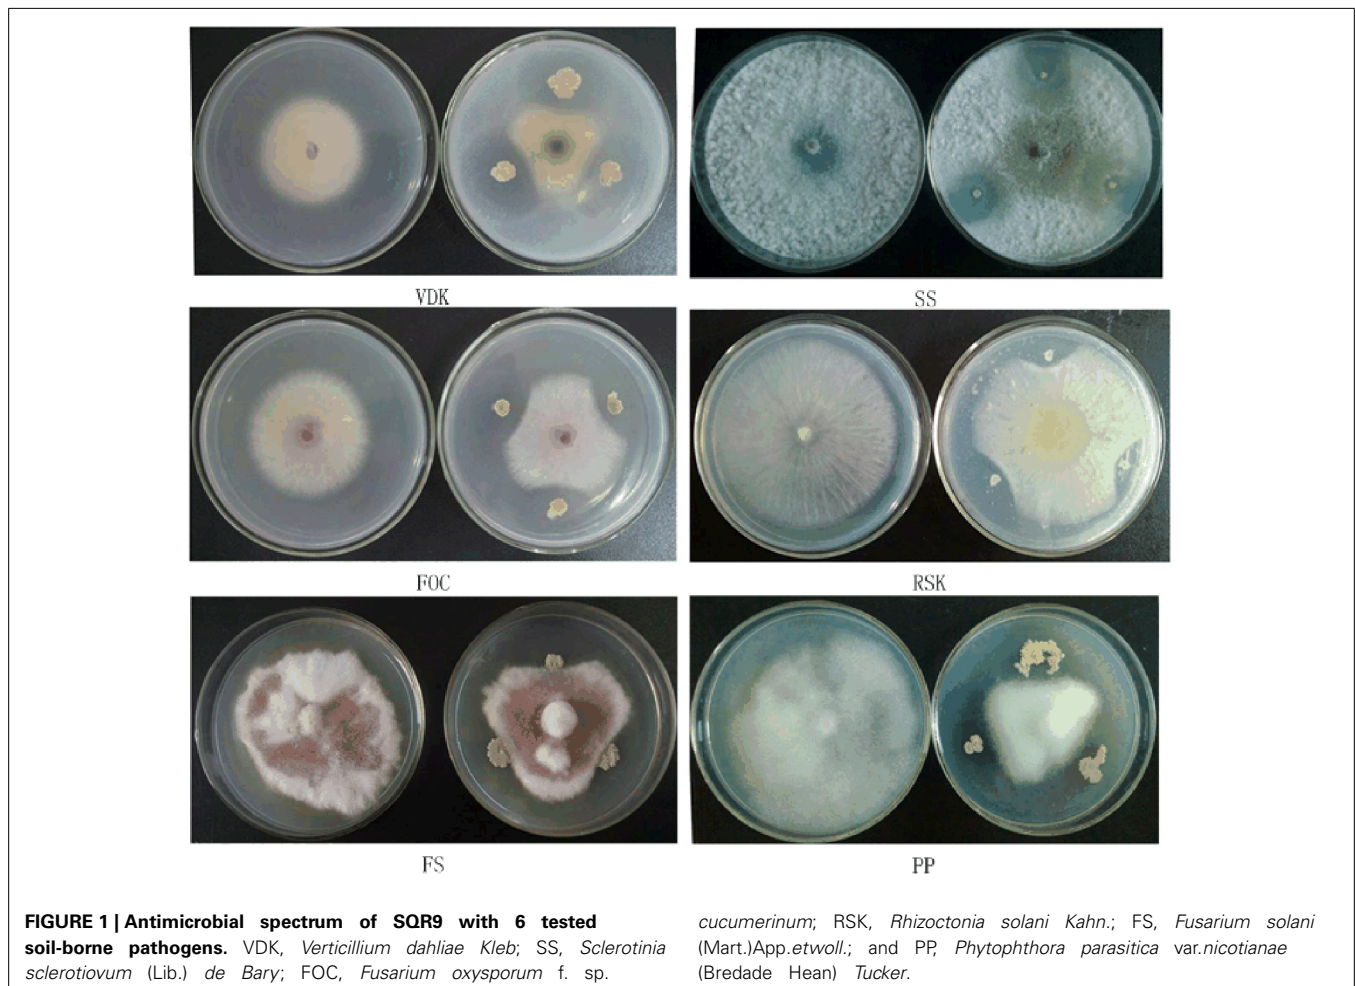 VDK
SS
FOC
RSK
FS
PP
FIGURE 1 | Antimicrobial spectrum of SQR9 with 6 tested
soil-borne pathogens. VDK, Verticillium dahliae Kleb; SS, Sclerotinia
sclerotiovum (Lib.) de Bary; FOC, Fusarium oxysporum f. sp.
cucumerinum; RSK, Rhizoctonia solani Kahn.; FS, Fusarium solani
(Mart.)App.etwoll.; and PP, Phytophthora parasitica var.nicotianae
(Bredade Hean) Tucker.